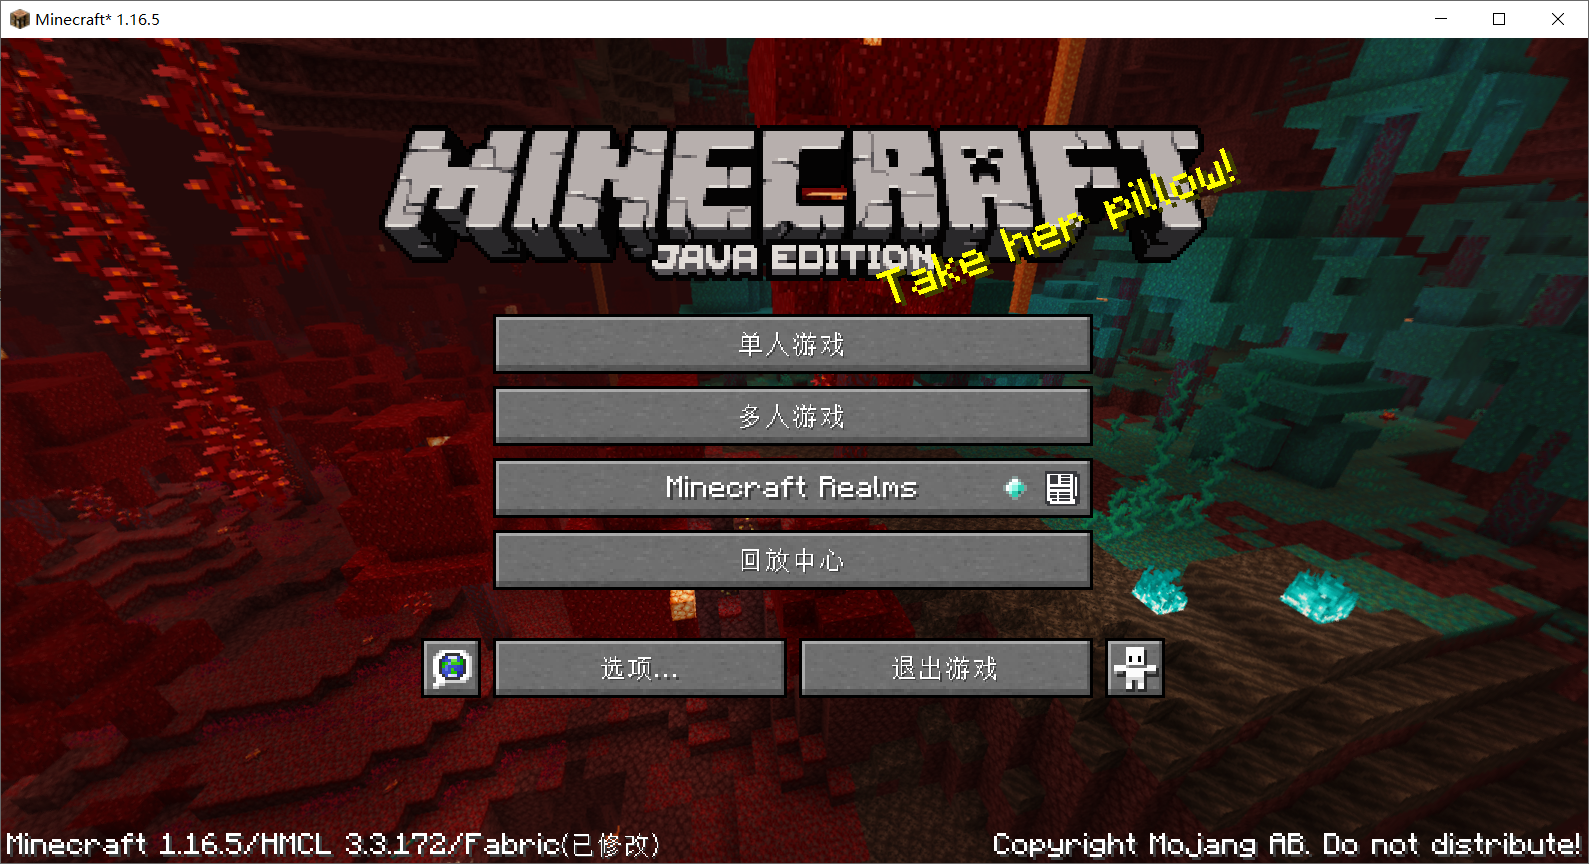 Minecraft* 1.16.5
MINECRAFT
JAVA EDITION
Take her pillow!
单人游戏
多人游戏
Minecraft Realms
回放中心
选项...
退出游戏
Minecraft 1.16.5/HMCL 3.3.172/Fabric(已修改)
Copyright Mojang AB. Do not distribute!